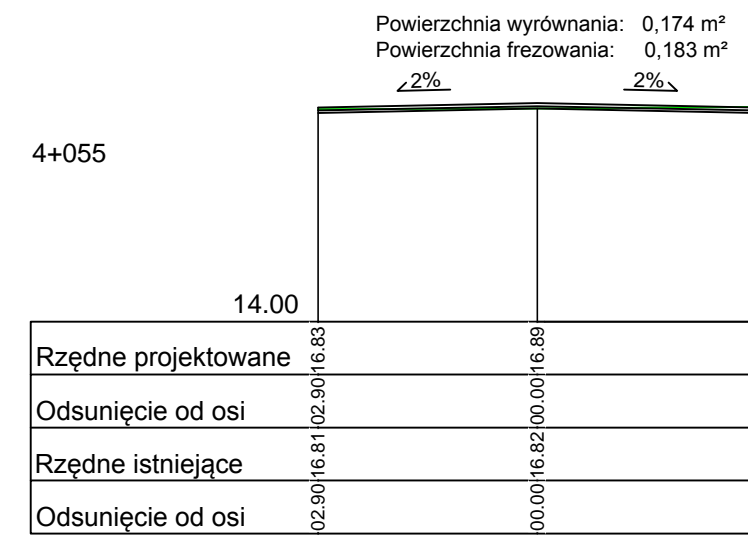 Powierzchnia wyrównania: 0,174 m²
Powierzchnia frezowania: 0,183 m²
2% 2%
4+055
14.00
Rzędne projektowane 16.83 16.89
Odsunięcie od osi -02.90 00.00
Rzędne istniejące 16.81 16.82
Odsunięcie od osi -02.90 00.00